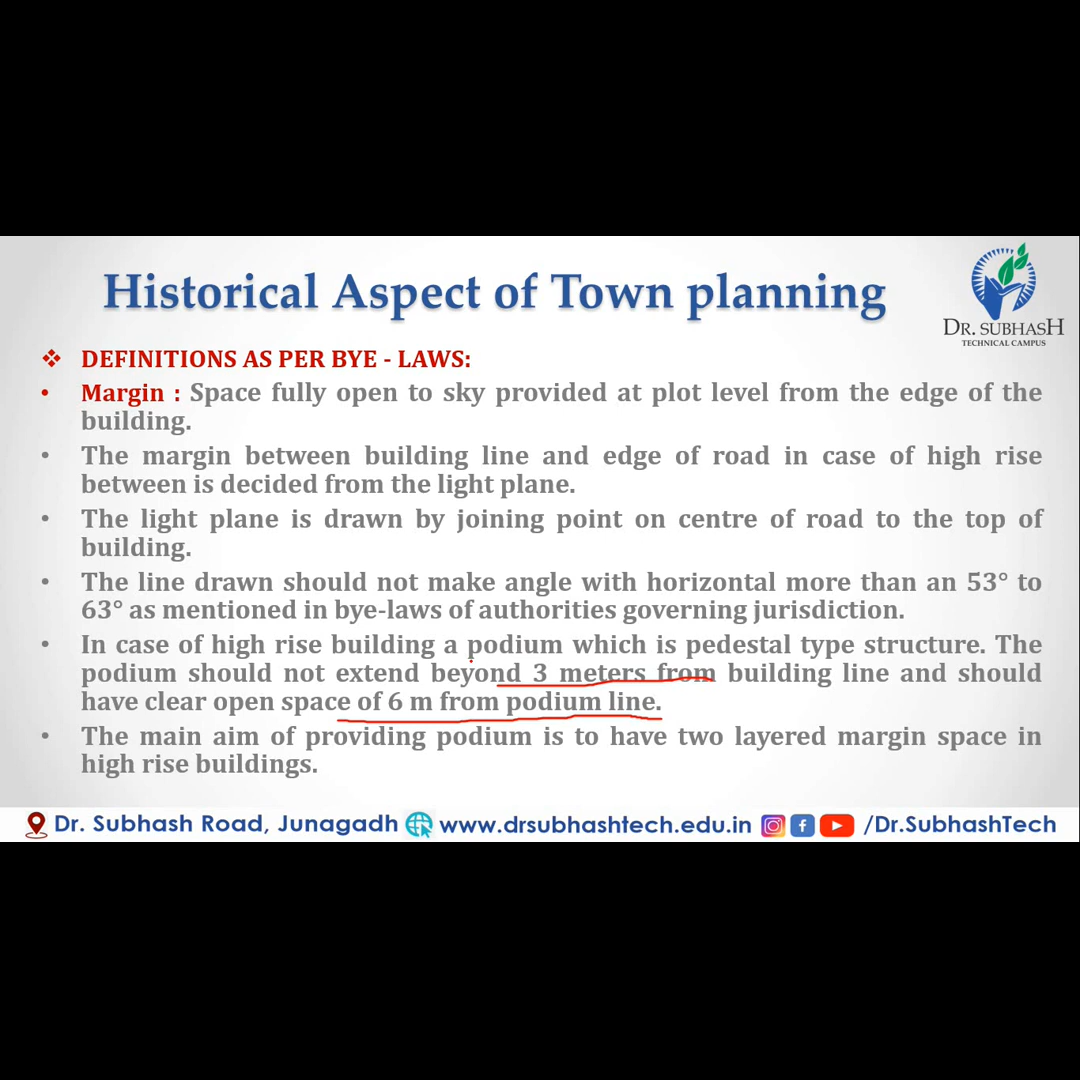 Historical Aspect of Town planning
DR. SUBHASH
TECHNICAL CAMPUS
❖ DEFINITIONS AS PER BYE - LAWS:
• Margin : Space fully open to sky provided at plot level from the edge of the
building.
• The margin between building line and edge of road in case of high rise
between is decided from the light plane.
• The light plane is drawn by joining point on centre of road to the top of
building.
• The line drawn should not make angle with horizontal more than an 53° to
63° as mentioned in bye-laws of authorities governing jurisdiction.
• In case of high rise building a podium which is pedestal type structure. The
podium should not extend beyond 3 meters from building line and should
have clear open space of 6 m from podium line.
• The main aim of providing podium is to have two layered margin space in
high rise buildings.
Dr. Subhash Road, Junagadh www.drsubhashtech.edu.in /Dr.SubhashTech